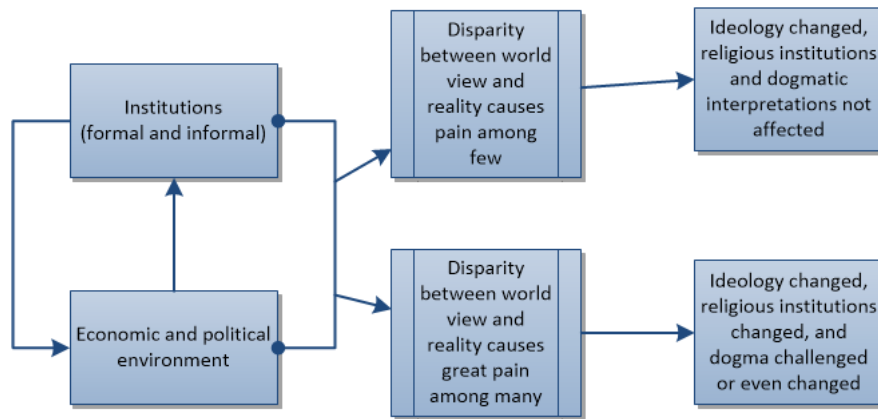 Institutions
(formal and informal)
Economic and political
environment
Disparity
between world
view and
reality causes
pain among
few
Disparity
between world
view and
reality causes
great pain
among many
Ideology changed,
religious institutions
and dogmatic
interpretations not
affected
Ideology changed,
religious institutions
changed, and
dogma challenged
or even changed